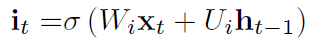 i_t = σ (W_i x_t + U_i h_{t−1})